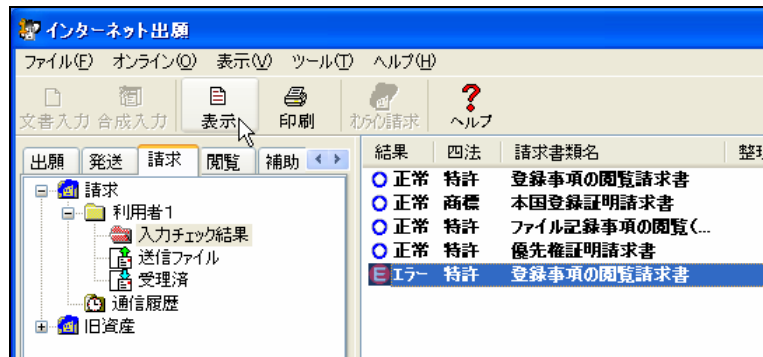 インターネット出願
ファイル(F) オンライン(O) 表示(V) ツール(T) ヘルプ(H)
文書入力 合成入力 表示 印刷 オンライン請求 ヘルプ
出願 発送 請求 閲覧 補助
請求
利用者1
入力チェック結果
送信ファイル
受理済
通信履歴
旧資産
結果 四法 請求書類名 整理
正常 特許 登録事項の閲覧請求書
正常 商標 本国登録証明請求書
正常 特許 ファイル記録事項の閲覧(...
正常 特許 優先権証明請求書
E エラー 特許 登録事項の閲覧請求書